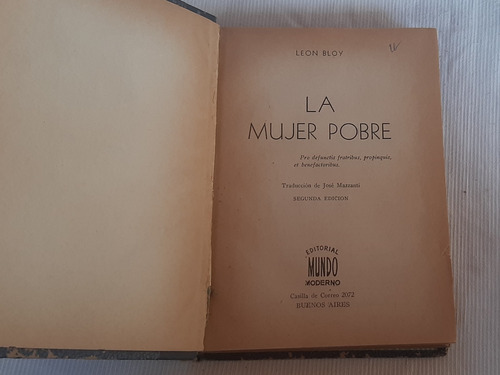 LEON BLOY
LA
MUJER POBRE
Pro defunctis fratribus, propinquis,
et benefactoribus.
Traducción de José Mazzanti
SEGUNDA EDICION
EDITORIAL
MUNDO
MODERNO
Casilla de Correo 2072
BUENOS AIRES